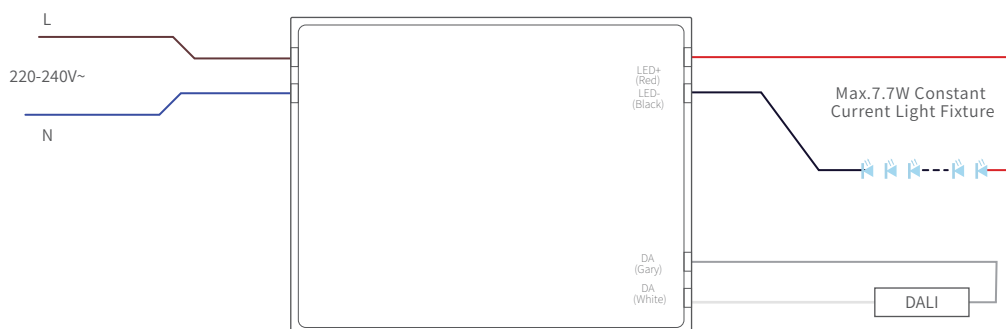 L
220-240V~
N
LED+
(Red)
LED-
(Black)
Max.7.7W Constant
Current Light Fixture
DA
(Gary)
DA
(White)
DALI